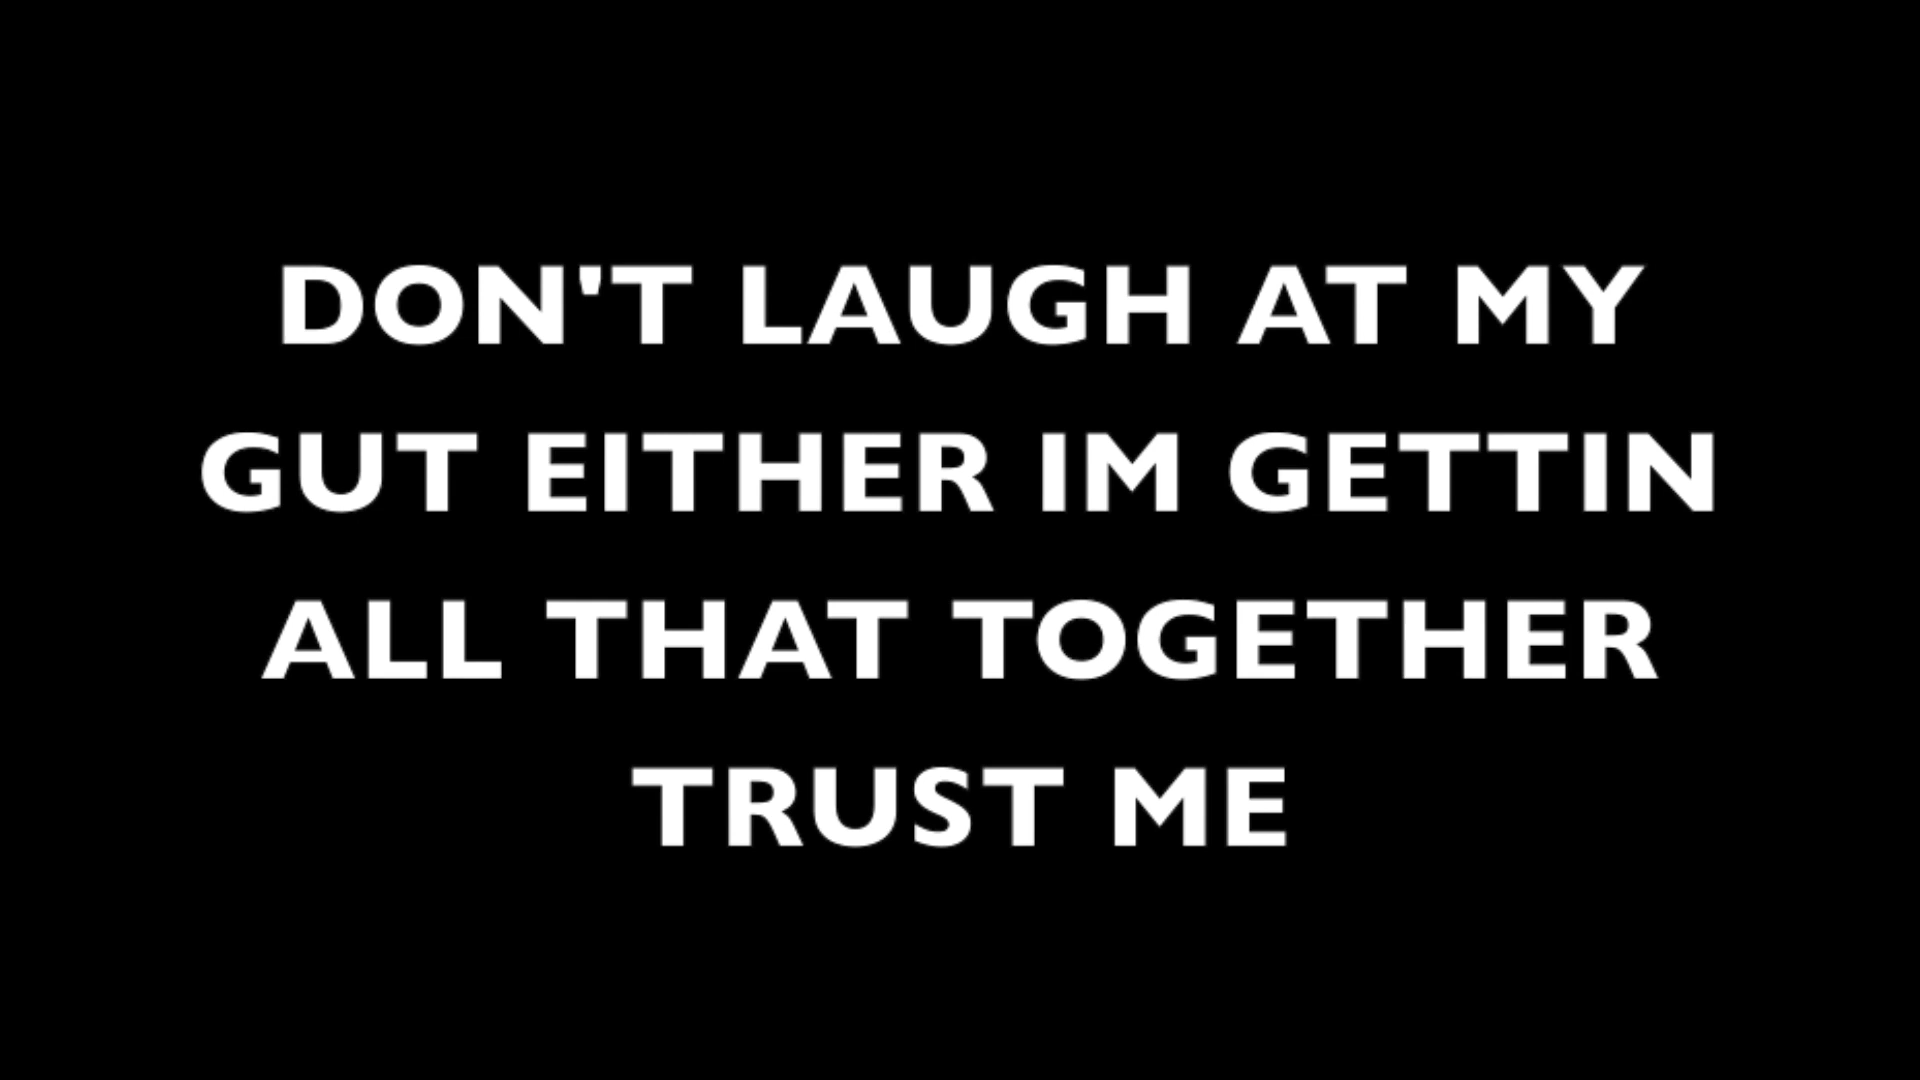 DON'T LAUGH AT MY
GUT EITHER IM GETTIN
ALL THAT TOGETHER
TRUST ME